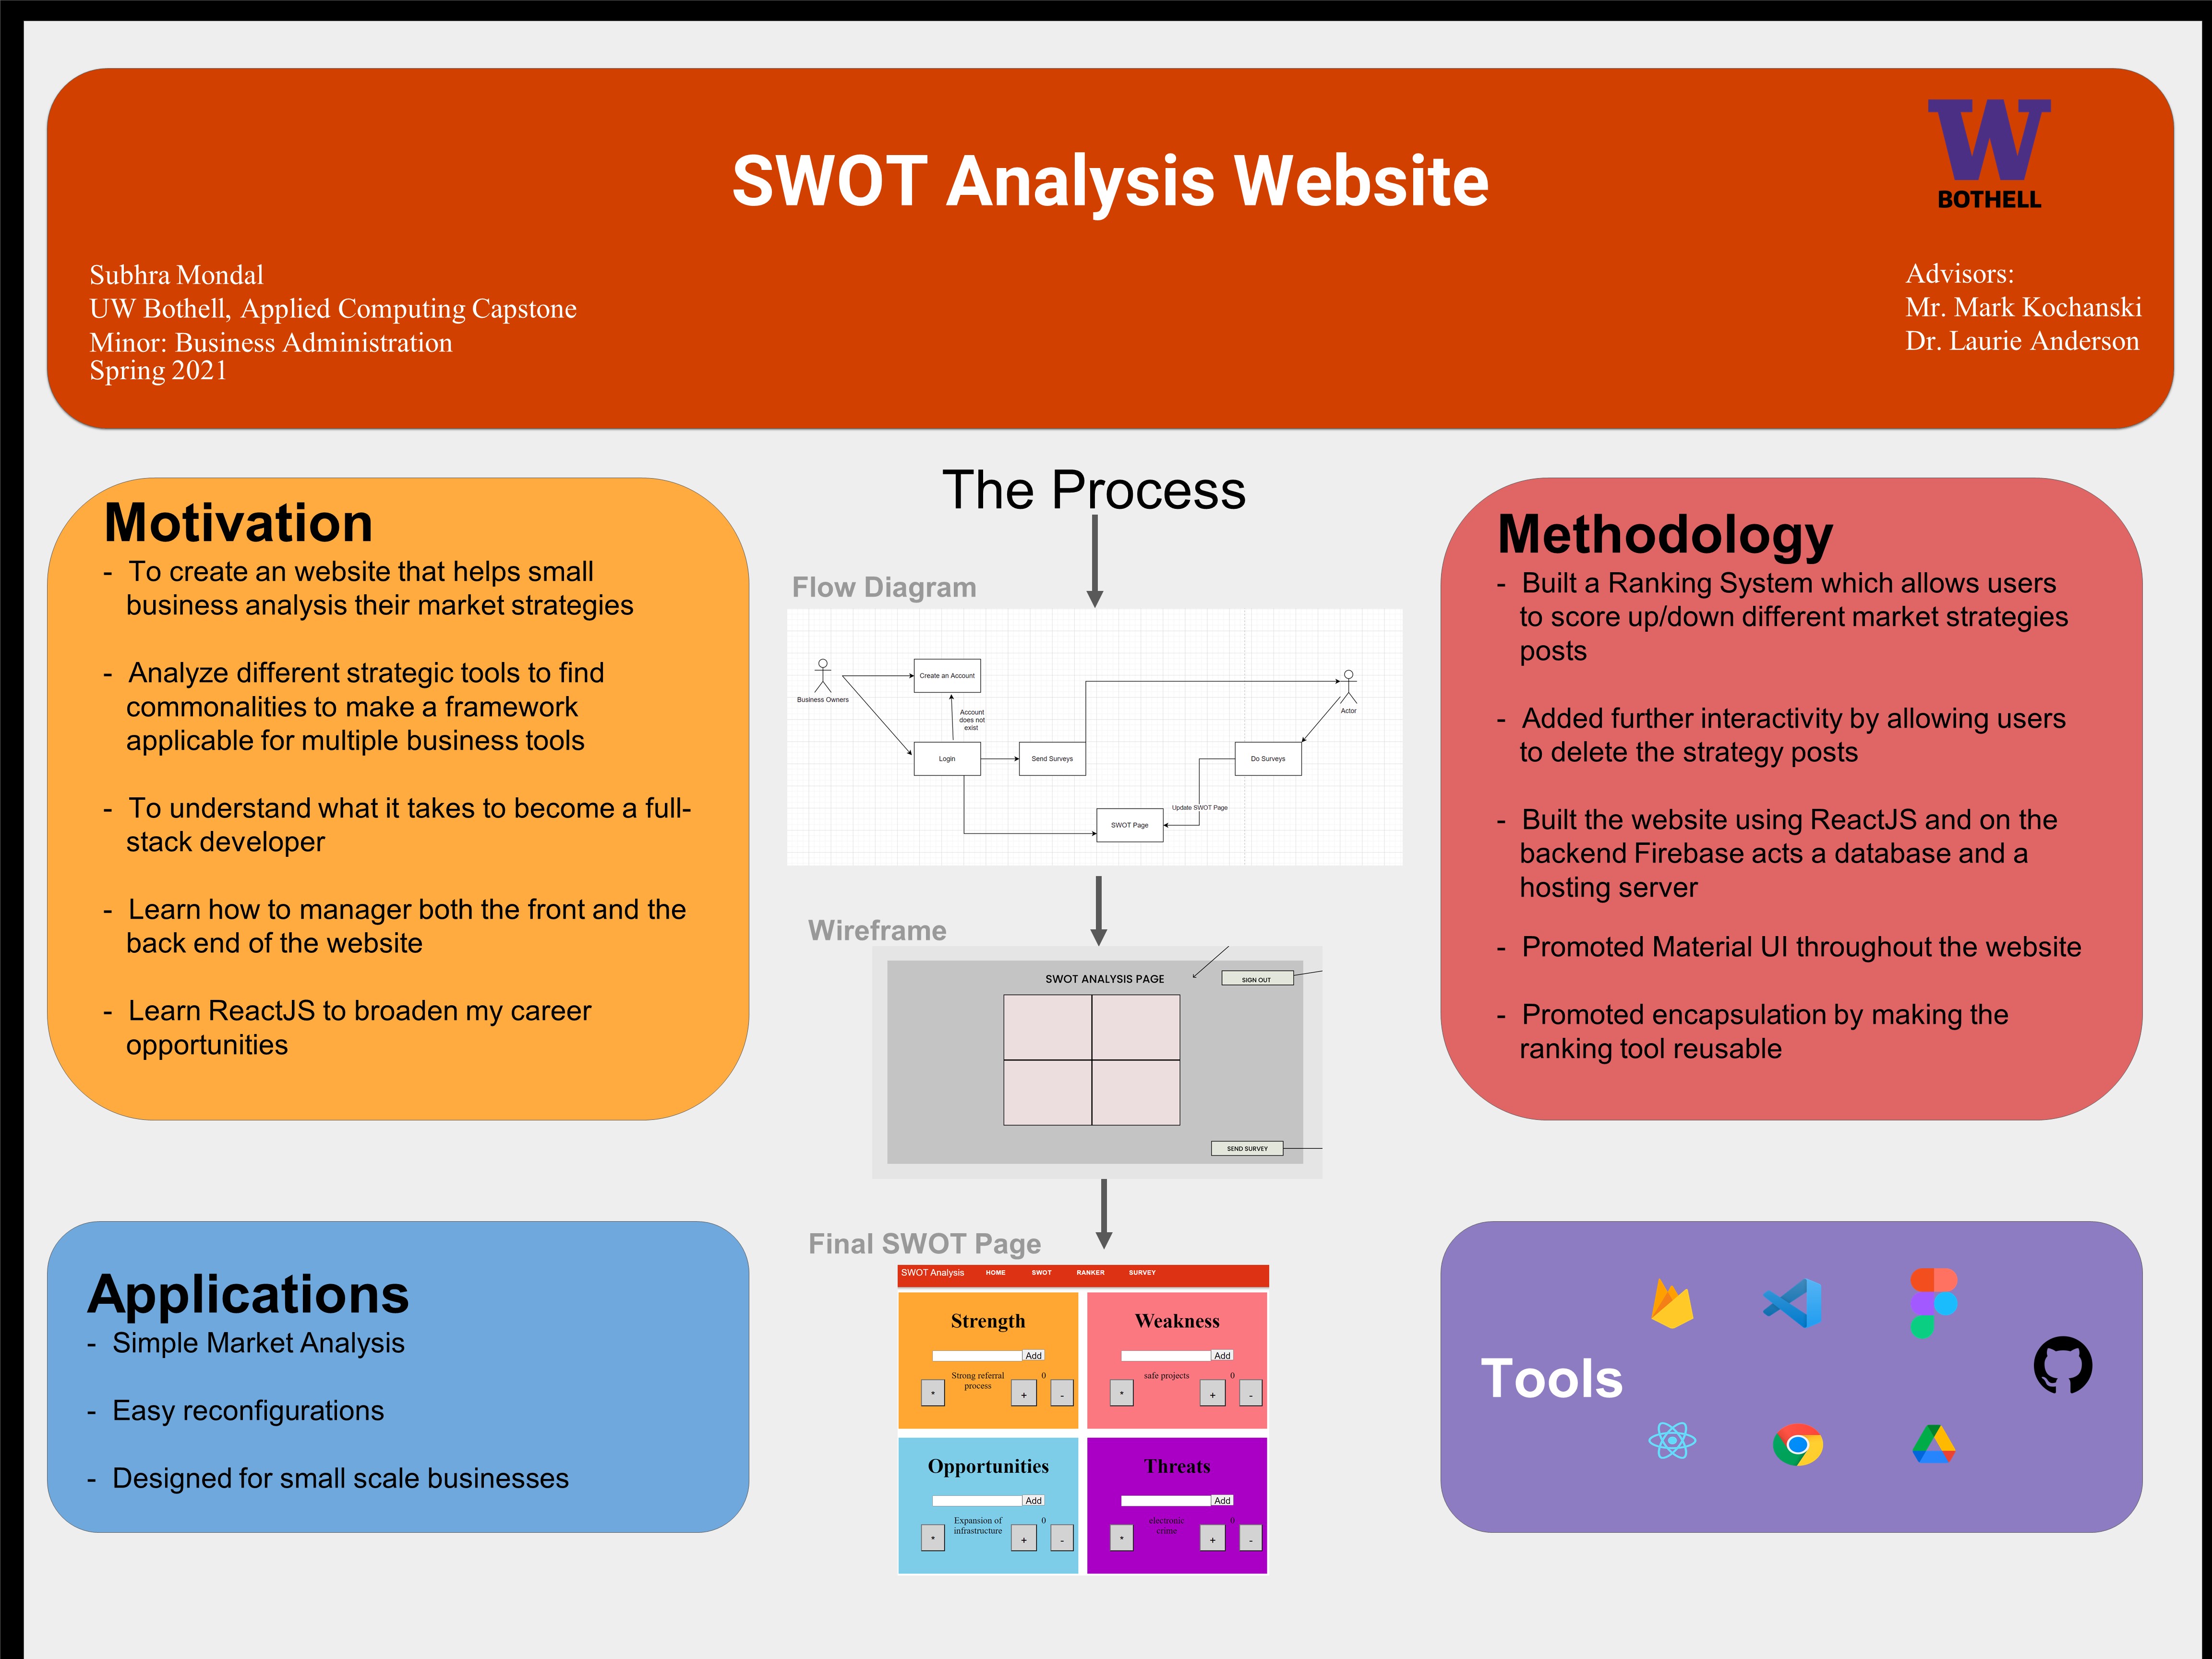 W
BOTHELL
SWOT Analysis Website
Subhra Mondal
UW Bothell, Applied Computing Capstone
Minor: Business Administration
Spring 2021
Advisors:
Mr. Mark Kochanski
Dr. Laurie Anderson
Motivation
- To create an website that helps small
business analysis their market strategies
- Analyze different strategic tools to find
commonalities to make a framework
applicable for multiple business tools
- To understand what it takes to become a full-
stack developer
- Learn how to manager both the front and the
back end of the website
- Learn ReactJS to broaden my career
opportunities
Applications
- Simple Market Analysis
- Easy reconfigurations
- Designed for small scale businesses
The Process
Flow Diagram
Business Owners
Create an Account
Account
does not
exist
Actor
Login
Send Surveys
Do Surveys
Update SWOT Page
SWOT Page
Wireframe
SWOT ANALYSIS PAGE
SIGN OUT
SEND SURVEY
Final SWOT Page
SWOT Analysis HOME SWOT RANKER SURVEY
Strength
Add
Strong referral
process
0
* + -
Weakness
Add
safe projects
0
* + -
Opportunities
Add
Expansion of
infrastructure
0
* + -
Threats
Add
electronic
crime
0
* + -
Methodology
- Built a Ranking System which allows users
to score up/down different market strategies
posts
- Added further interactivity by allowing users
to delete the strategy posts
- Built the website using ReactJS and on the
backend Firebase acts a database and a
hosting server
- Promoted Material UI throughout the website
- Promoted encapsulation by making the
ranking tool reusable
Tools